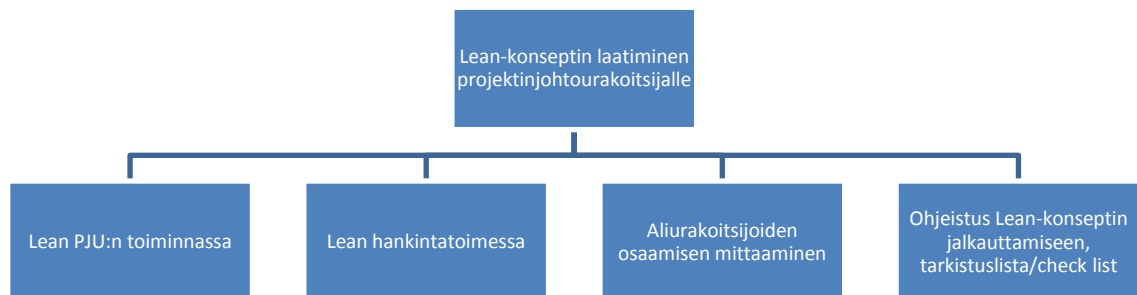 Lean-konseptin laatiminen
projektinjohtourakoitsijalle
Lean PJU:n toiminnassa
Lean hankintatoimessa
Aliurakoitsijoiden
osaamisen mittaaminen
Ohjeistus Lean-konseptin
jalkauttamiseen,
tarkistuslista/check list